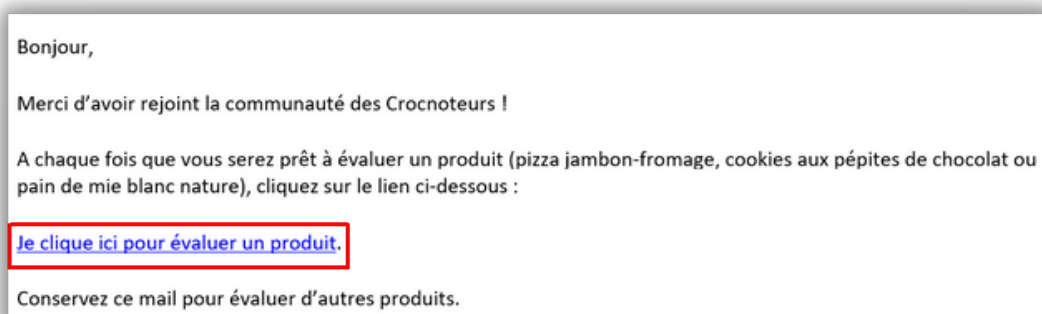 Bonjour,
Merci d'avoir rejoint la communauté des Crocnoteurs !
A chaque fois que vous serez prêt à évaluer un produit (pizza jambon-fromage, cookies aux pépites de chocolat ou
pain de mie blanc nature), cliquez sur le lien ci-dessous :
Je clique ici pour évaluer un produit.
Conservez ce mail pour évaluer d'autres produits.